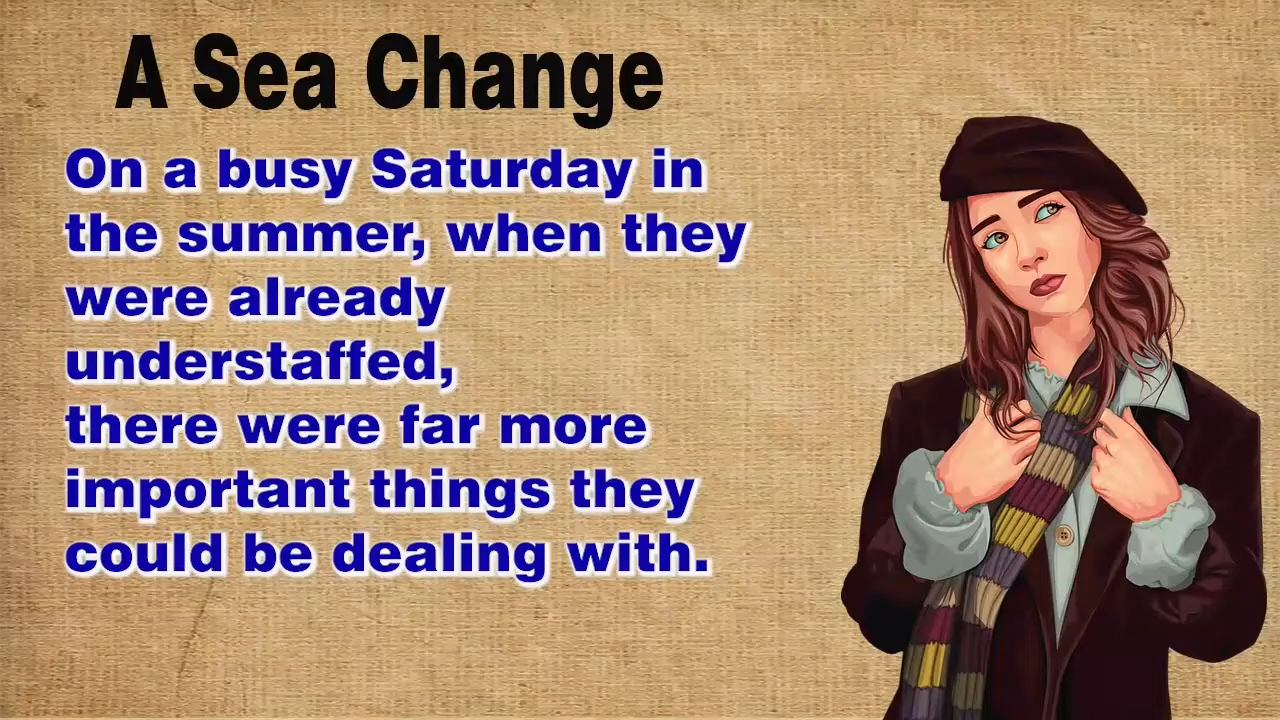 A Sea Change
On a busy Saturday in
the summer, when they
were already
understaffed,
there were far more
important things they
could be dealing with.